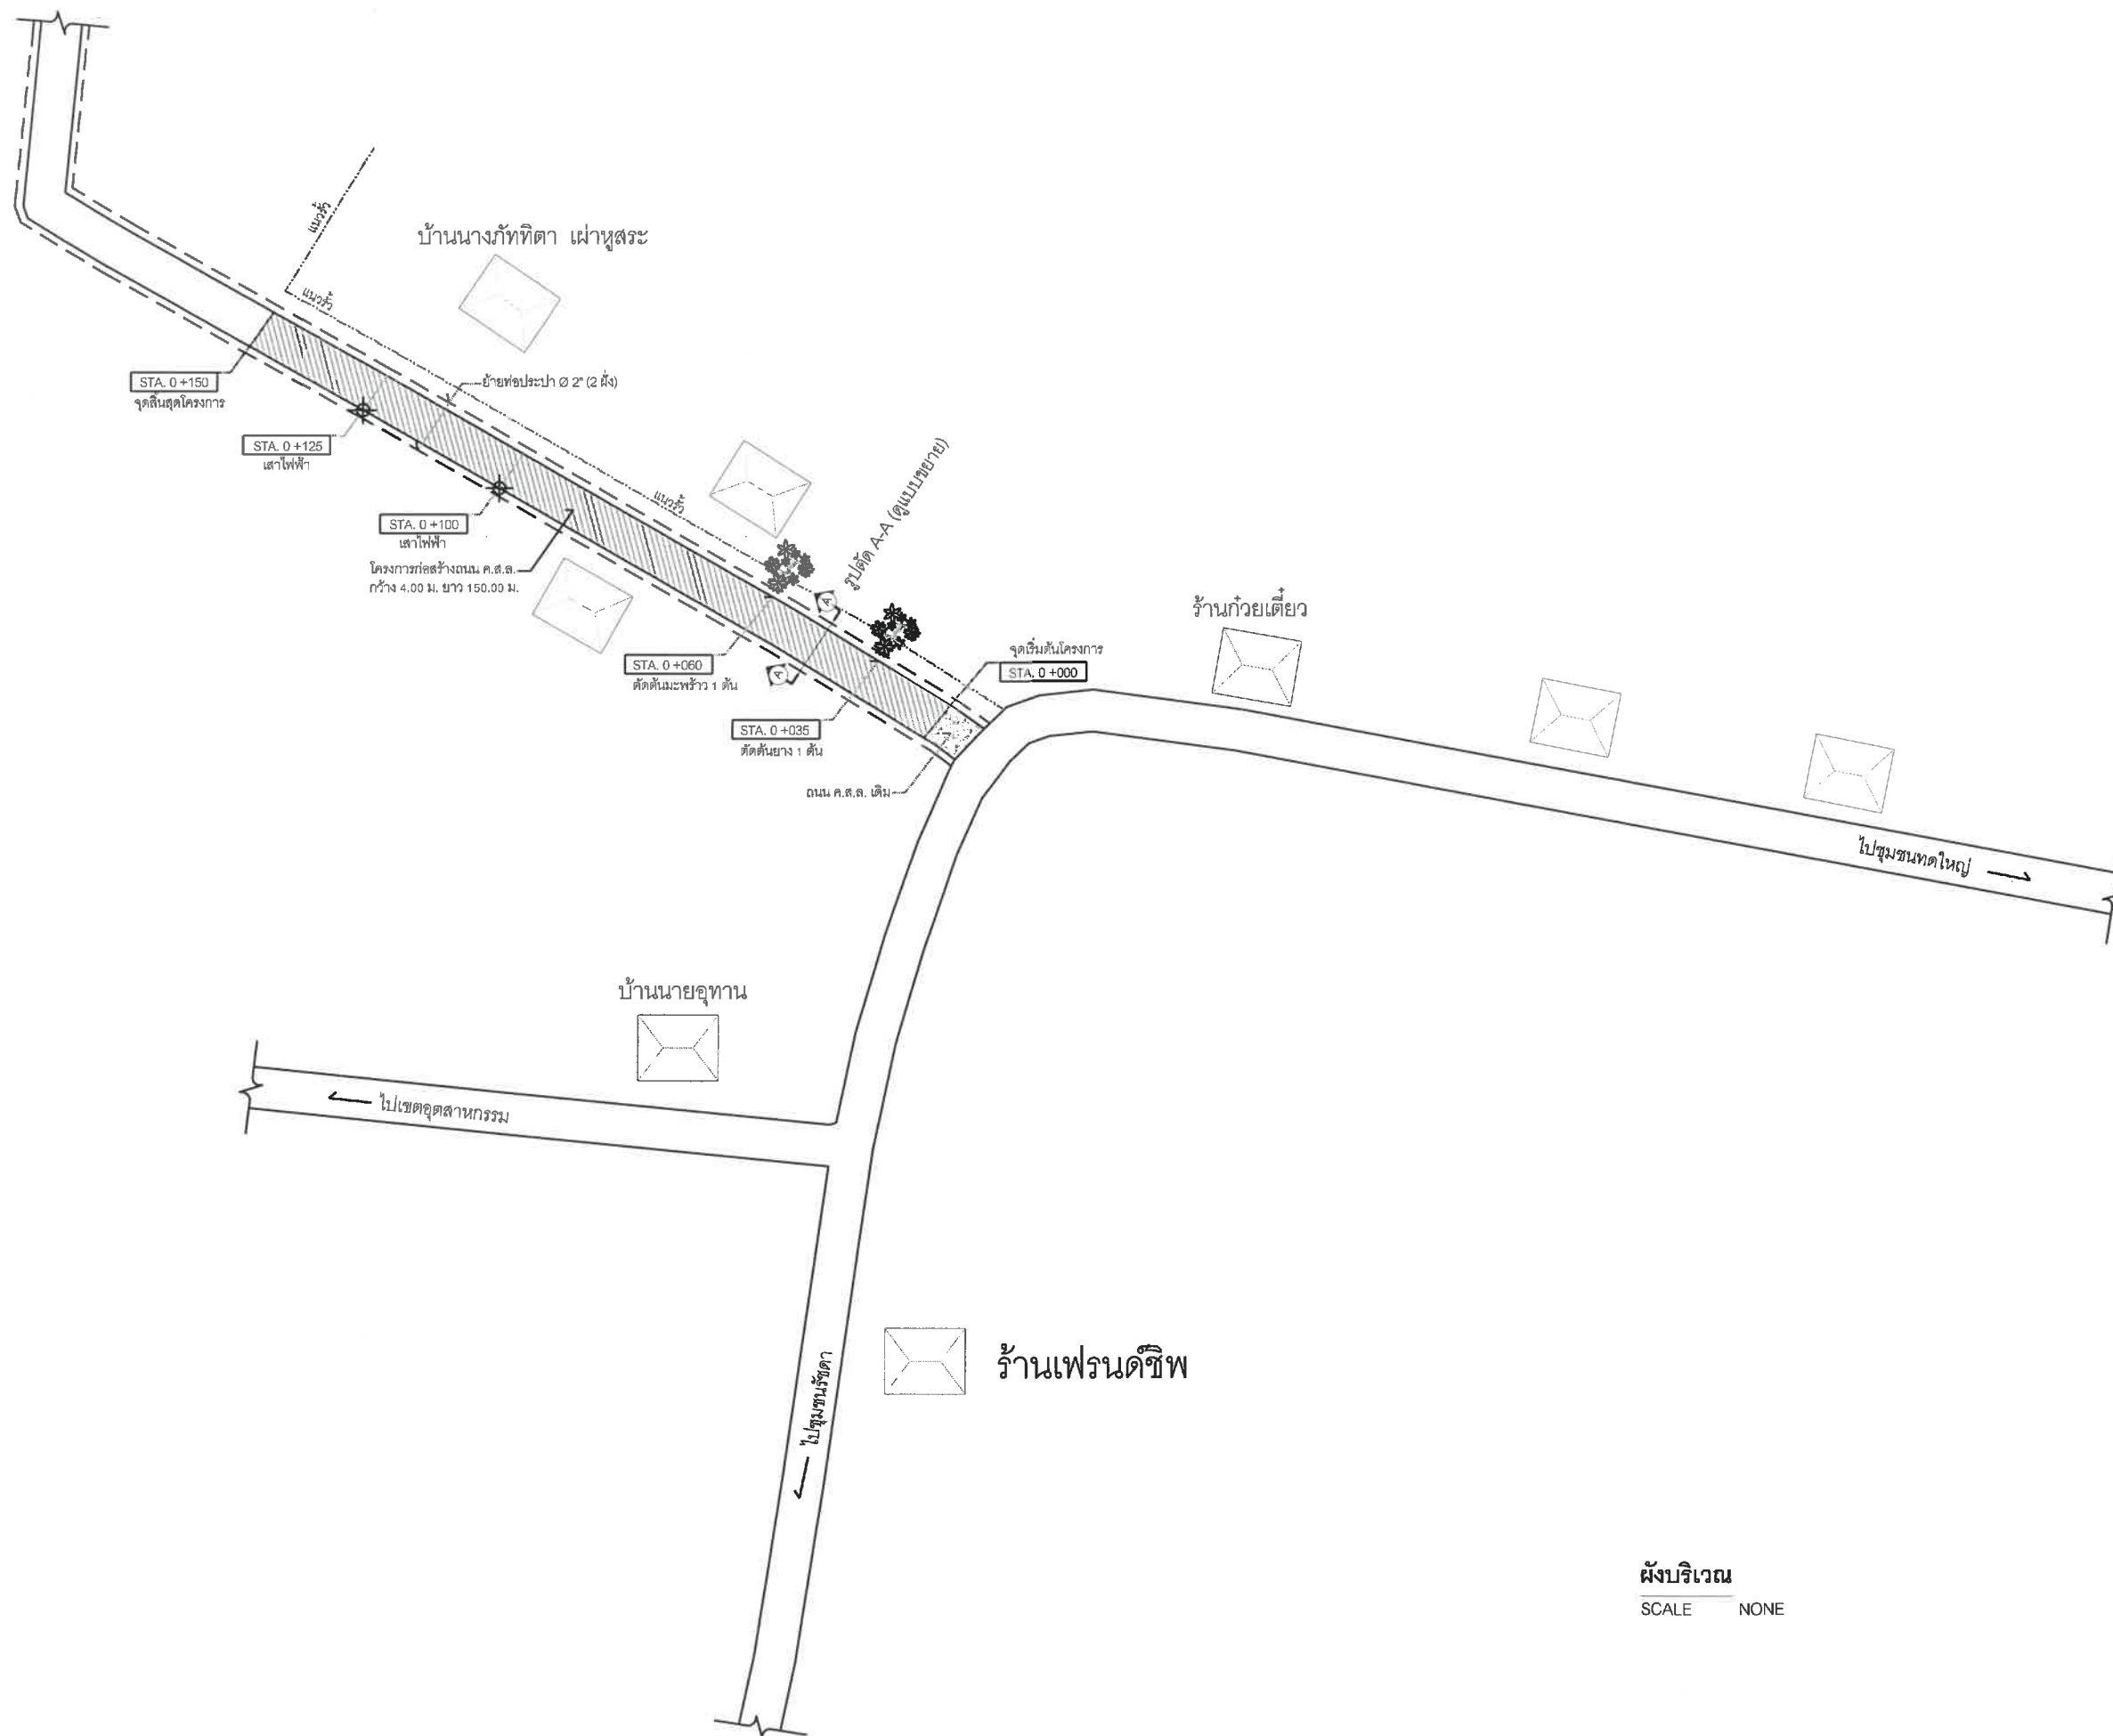 แนวรั้ว
บ้านนางภัททิตา เผ่าหูสระ
แนวรั้ว
STA. 0 +150
จุดสิ้นสุดโครงการ
ย้ายท่อประปา Ø 2" (2 ฝั่ง)
STA. 0 +125
เสาไฟฟ้า
แนวรั้ว
รูปตัด A-A (ดูแบบขยาย)
STA. 0 +100
เสาไฟฟ้า
โครงการก่อสร้างถนน ค.ส.ล.
กว้าง 4.00 ม. ยาว 150.00 ม.
A
ร้านก๋วยเตี๋ยว
STA. 0 +060
ตัดต้นมะพร้าว 1 ต้น
A
จุดเริ่มต้นโครงการ
STA. 0 +000
STA. 0 +035
ตัดต้นยาง 1 ต้น
ถนน ค.ส.ล. เดิม
ไปชุมชนทดใหญ่
บ้านนายอุทาน
ไปเขตอุตสาหกรรม
ร้านเฟรนด์ชิพ
ไปชุมชนรัชดา
ผังบริเวณ
SCALE NONE